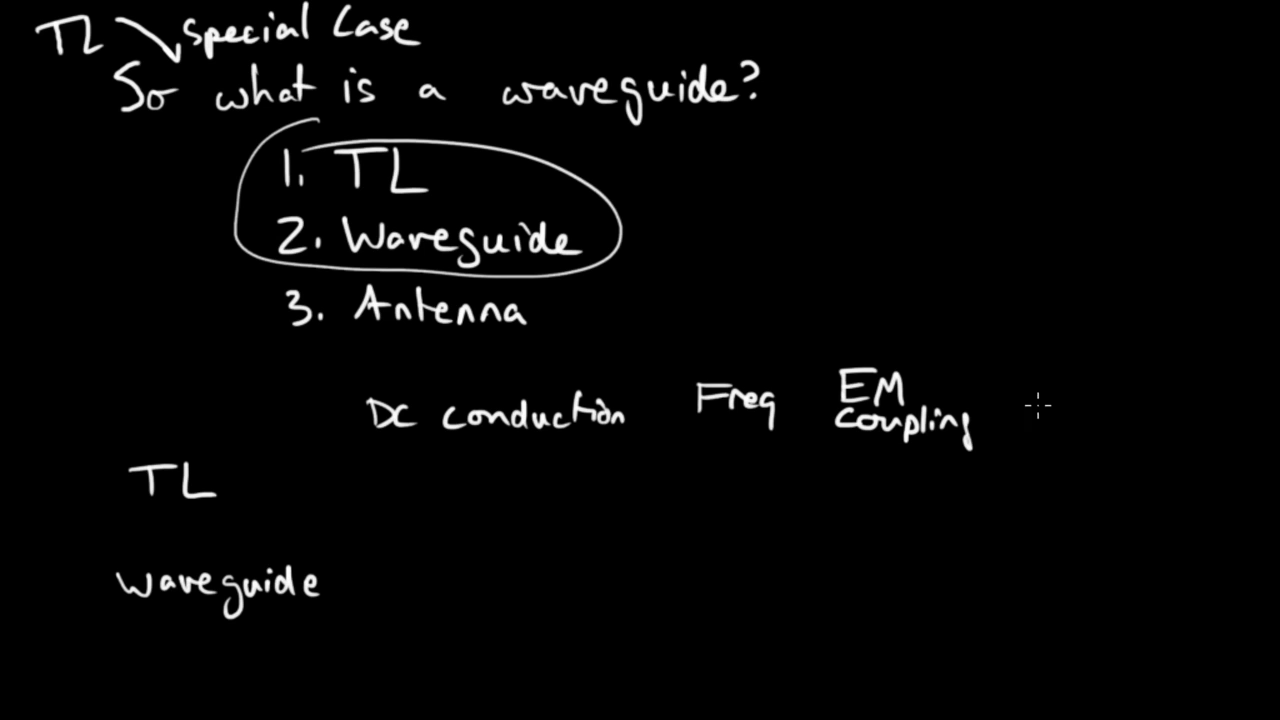 TL special Case
So what is a waveguide?
1. TL
2. Waveguide
3. Antenna
DC conduction Freq EM coupling
TL
waveguide